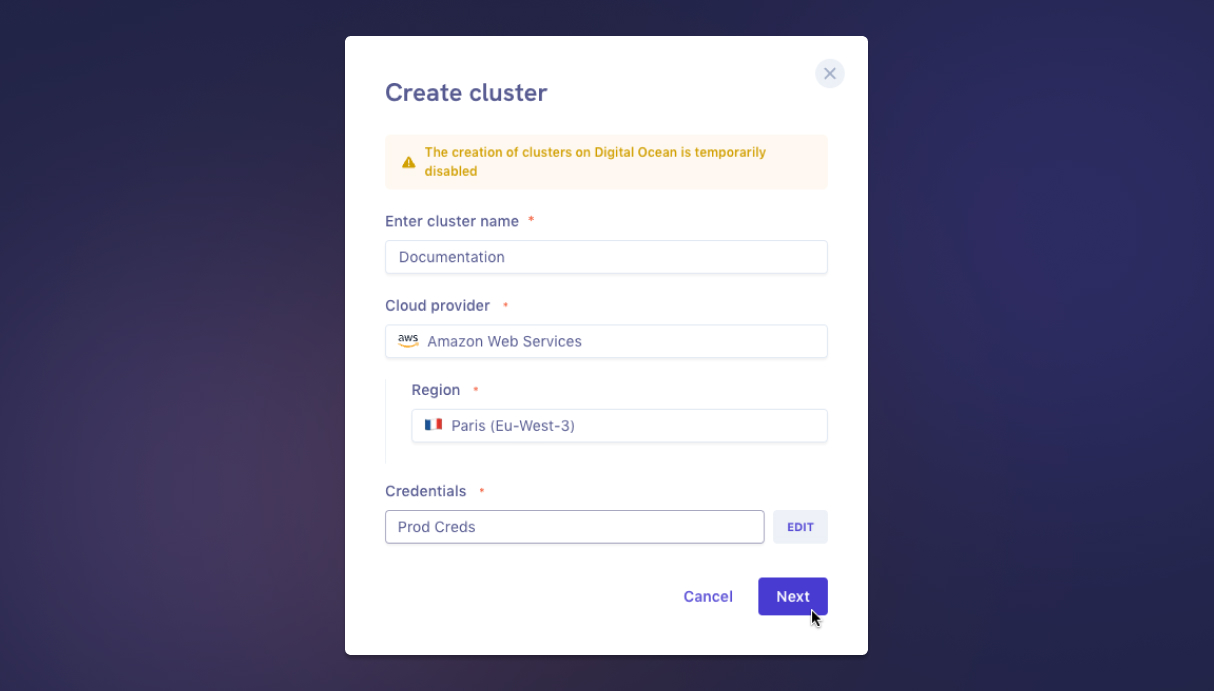 Create cluster
The creation of clusters on Digital Ocean is temporarily
disabled
Enter cluster name *
Documentation
Cloud provider *
aws Amazon Web Services
Region *
Paris (Eu-West-3)
Credentials *
Prod Creds
EDIT
Cancel
Next